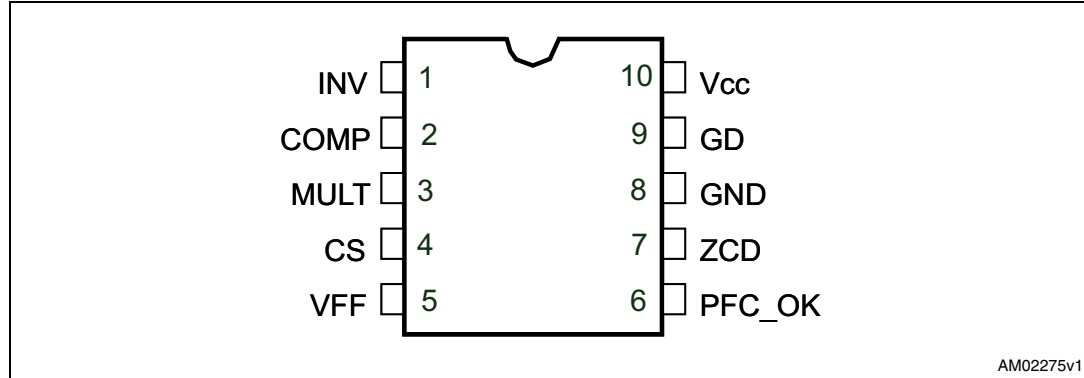 INV 1 10 Vcc
COMP 2 9 GD
MULT 3 8 GND
CS 4 7 ZCD
VFF 5 6 PFC_OK
AM02275v1